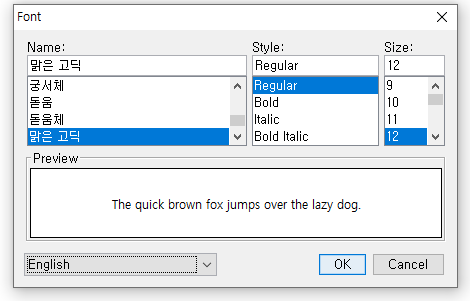 Font
Name:
Style:
Size:
맑은 고딕
Regular
12
궁서체
돋움
돋움체
맑은 고딕
Regular
Bold
Italic
Bold Italic
9
10
11
12
Preview
The quick brown fox jumps over the lazy dog.
English
OK
Cancel